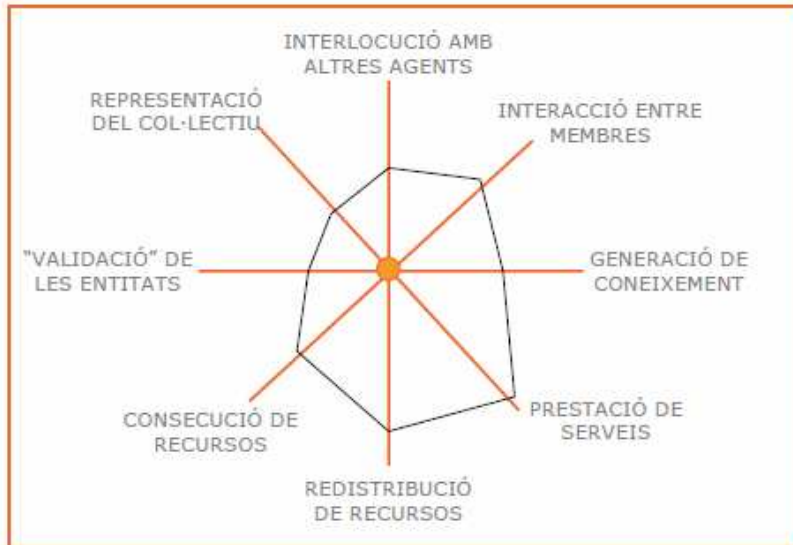 INTERLOCUCIÓ AMB
ALTRES AGENTS
REPRESENTACIÓ
DEL COL·LECTIU
INTERACCIÓ ENTRE
MEMBRES
"VALIDACIÓ" DE
LES ENTITATS
GENERACIÓ DE
CONEIXEMENT
CONSECUCIÓ DE
RECURSOS
PRESTACIÓ DE
SERVEIS
REDISTRIBUCIÓ
DE RECURSOS